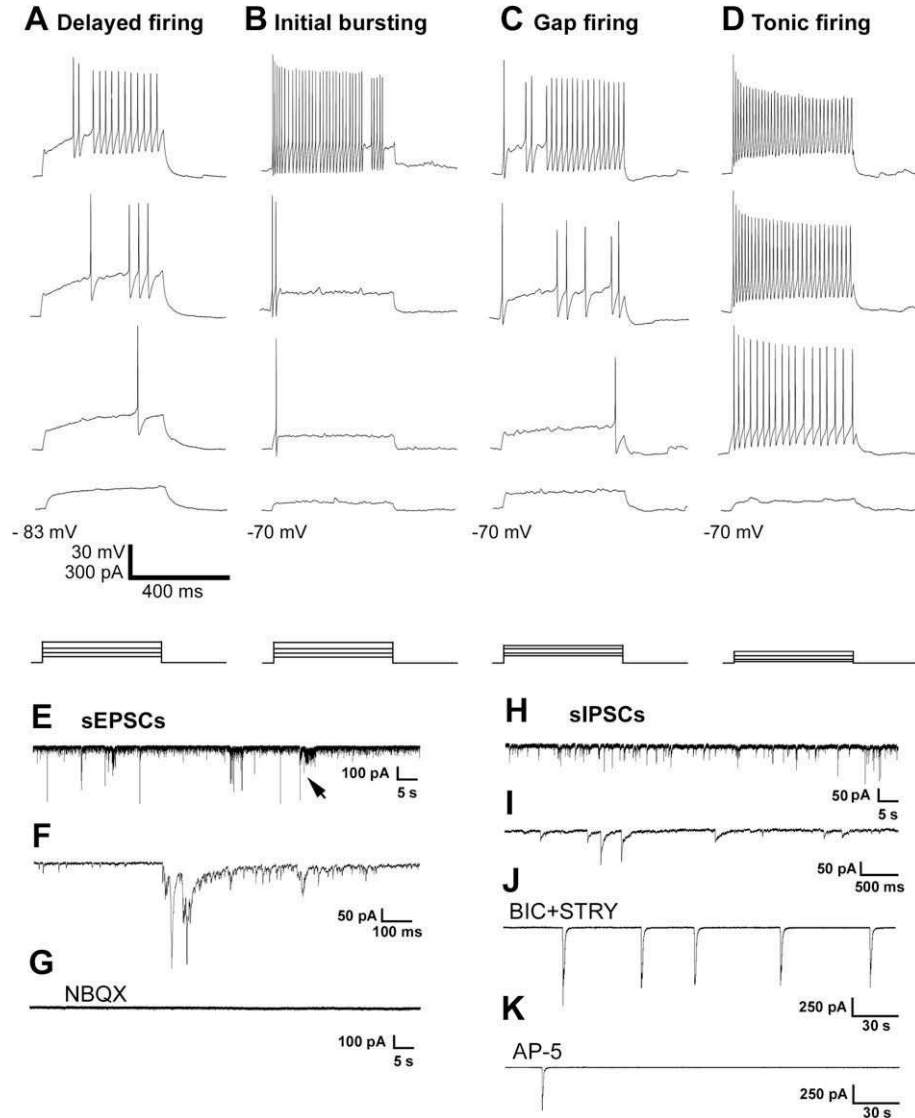 A Delayed firing
B Initial bursting
C Gap firing
D Tonic firing
- 83 mV
-70 mV
-70 mV
-70 mV
30 mV
300 pA
400 ms
E sEPSCs
100 pA
5 s
F
50 pA
100 ms
G
NBQX
100 pA
5 s
H sIPSCs
50 pA
5 s
I
50 pA
500 ms
J
BIC+STRY
250 pA
30 s
K
AP-5
250 pA
30 s